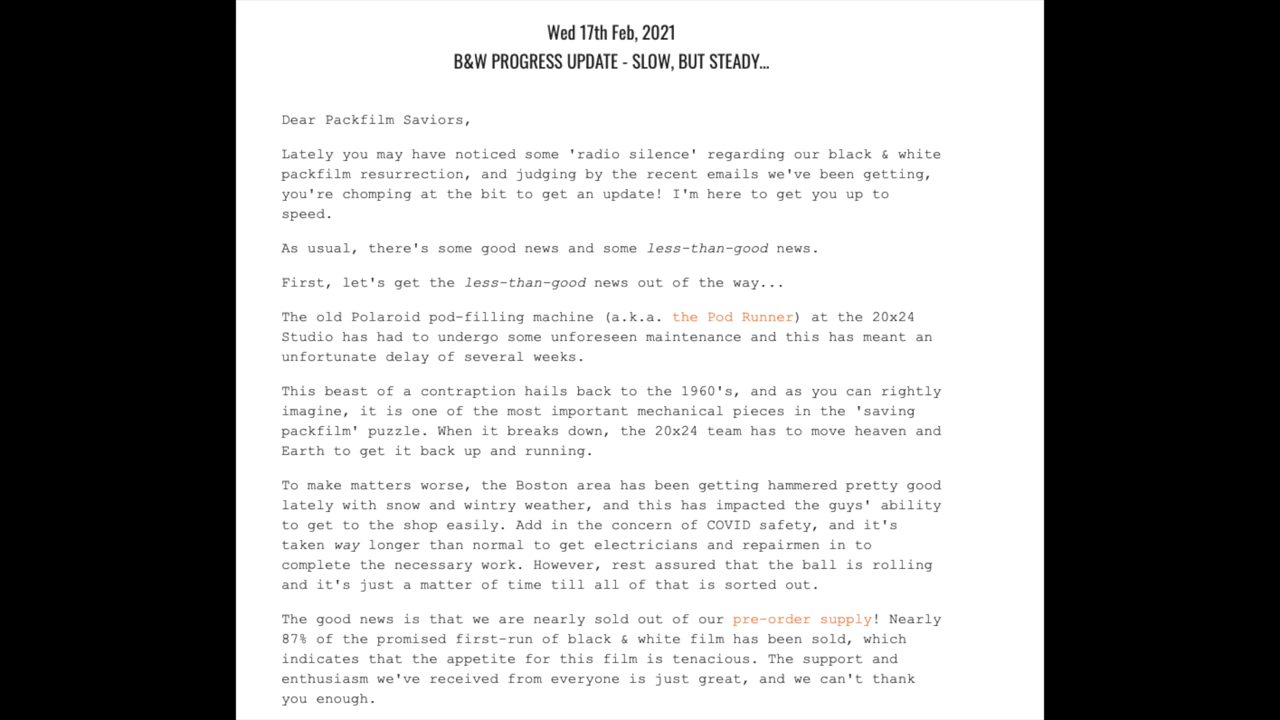 Wed 17th Feb, 2021
B&W PROGRESS UPDATE - SLOW, BUT STEADY...
Dear Packfilm Saviors,
Lately you may have noticed some 'radio silence' regarding our black & white
packfilm resurrection, and judging by the recent emails we've been getting,
you're chomping at the bit to get an update! I'm here to get you up to
speed.
As usual, there's some good news and some less-than-good news.
First, let's get the less-than-good news out of the way...
The old Polaroid pod-filling machine (a.k.a. the Pod Runner) at the 20x24
Studio has had to undergo some unforeseen maintenance and this has meant an
unfortunate delay of several weeks.
This beast of a contraption hails back to the 1960's, and as you can rightly
imagine, it is one of the most important mechanical pieces in the 'saving
packfilm' puzzle. When it breaks down, the 20x24 team has to move heaven and
Earth to get it back up and running.
To make matters worse, the Boston area has been getting hammered pretty good
lately with snow and wintry weather, and this has impacted the guys' ability
to get to the shop easily. Add in the concern of COVID safety, and it's
taken way longer than normal to get electricians and repairmen in to
complete the necessary work. However, rest assured that the ball is rolling
and it's just a matter of time till all of that is sorted out.
The good news is that we are nearly sold out of our pre-order supply! Nearly
87% of the promised first-run of black & white film has been sold, which
indicates that the appetite for this film is tenacious. The support and
enthusiasm we've received from everyone is just great, and we can't thank
you enough.